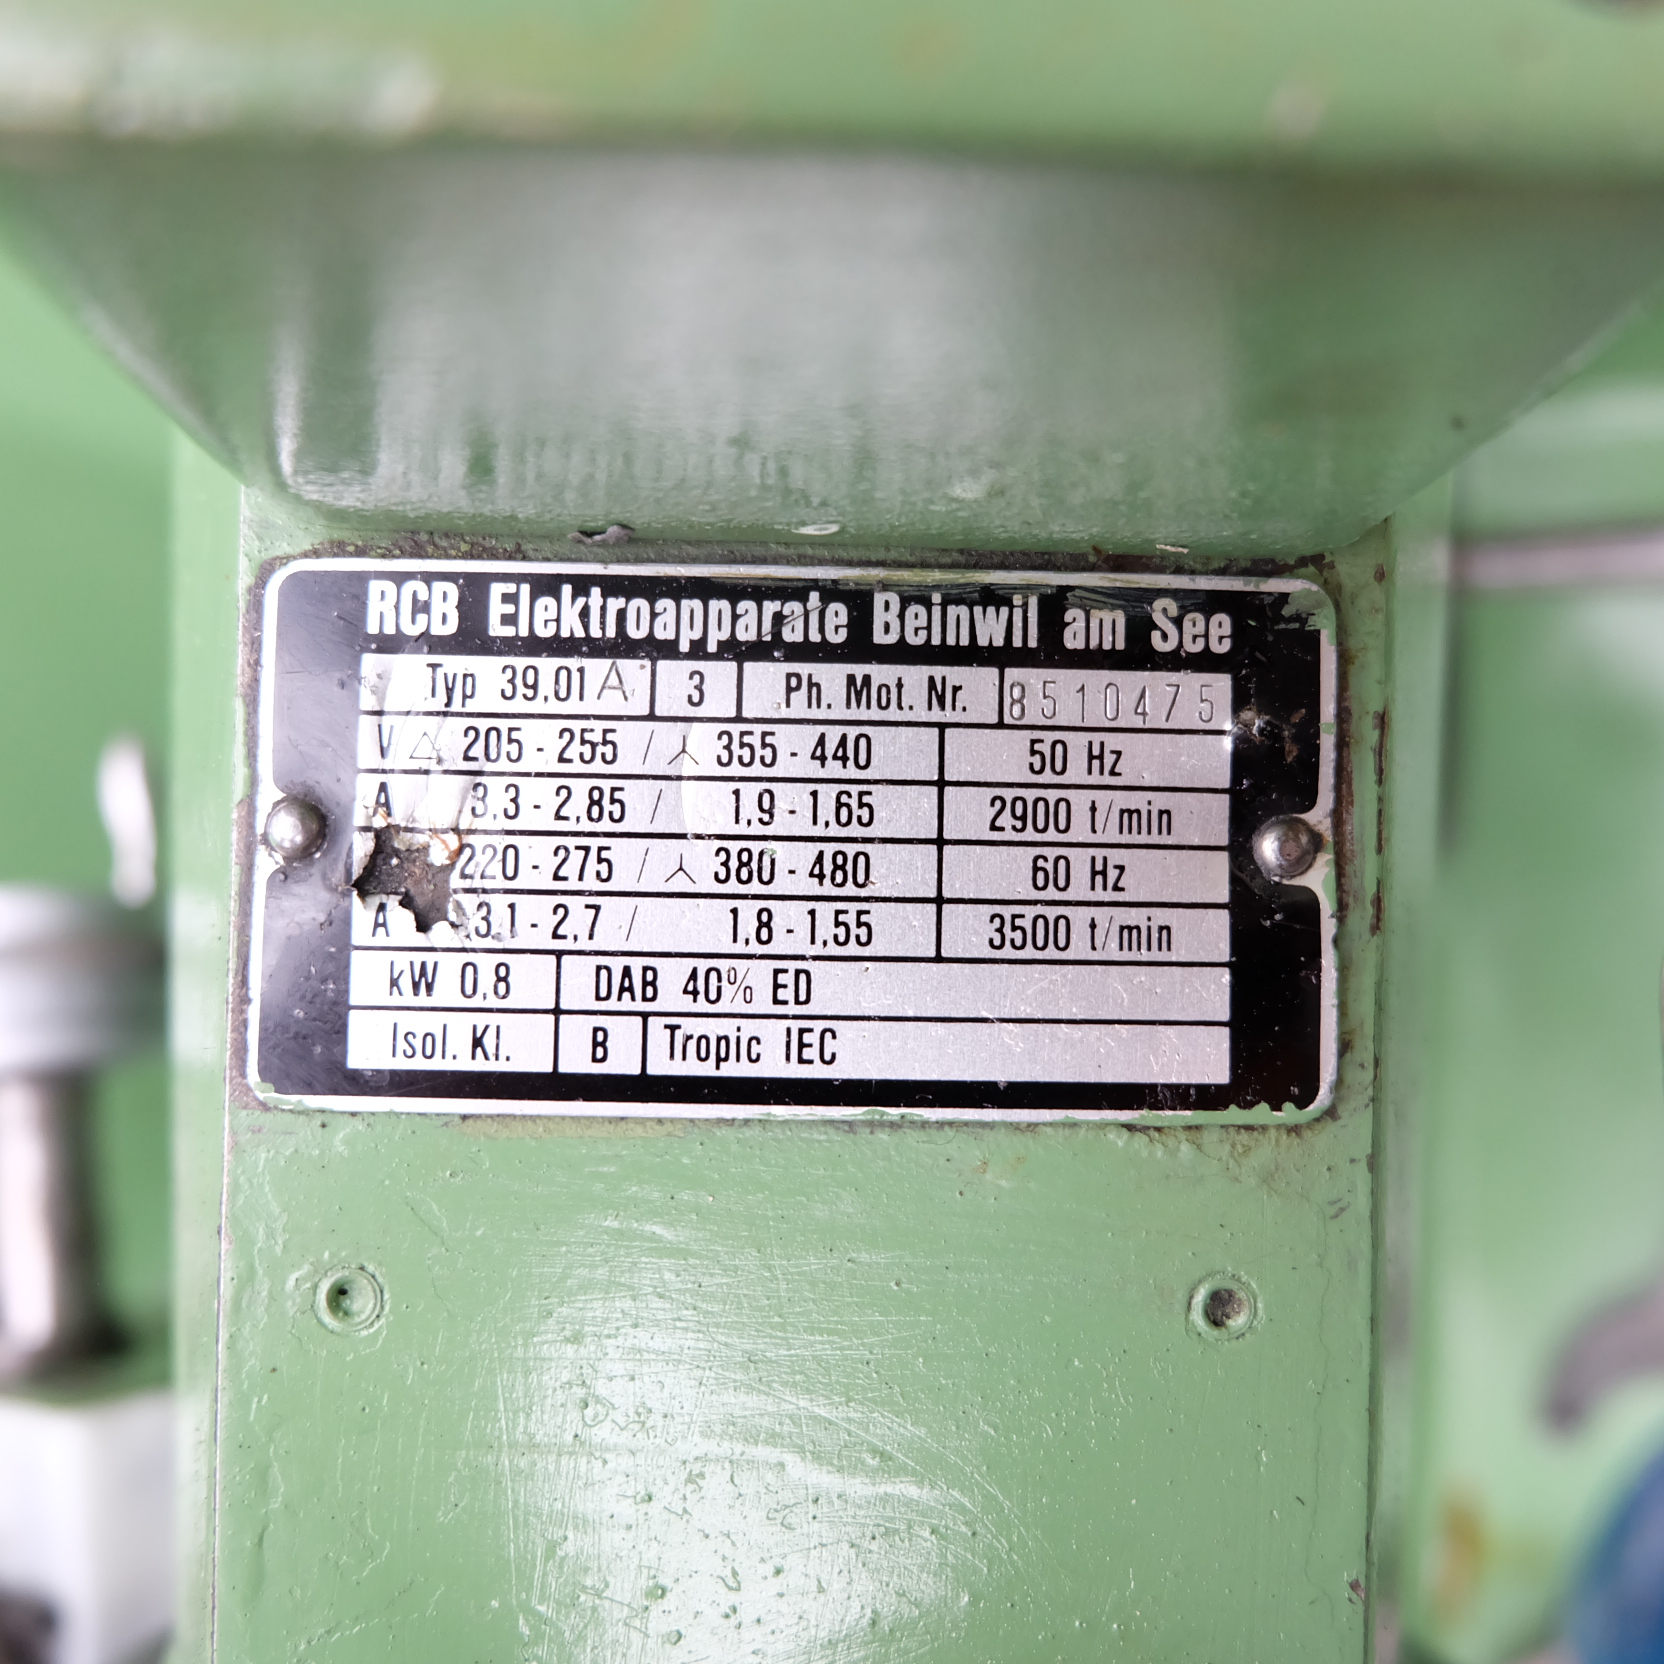 RCB Elektroapparate Beinwil am See
Typ 39,01 A 3 Ph. Mot. Nr. 8510475
V △ 205-255 / ⅄ 355-440 50 Hz
A 3,3-2,85 / 1,9-1,65 2900 t/min
220-275 / ⅄ 380-480 60 Hz
A 3,1-2,7 / 1,8-1,55 3500 t/min
kW 0,8 DAB 40% ED
Isol. Kl. B Tropic IEC